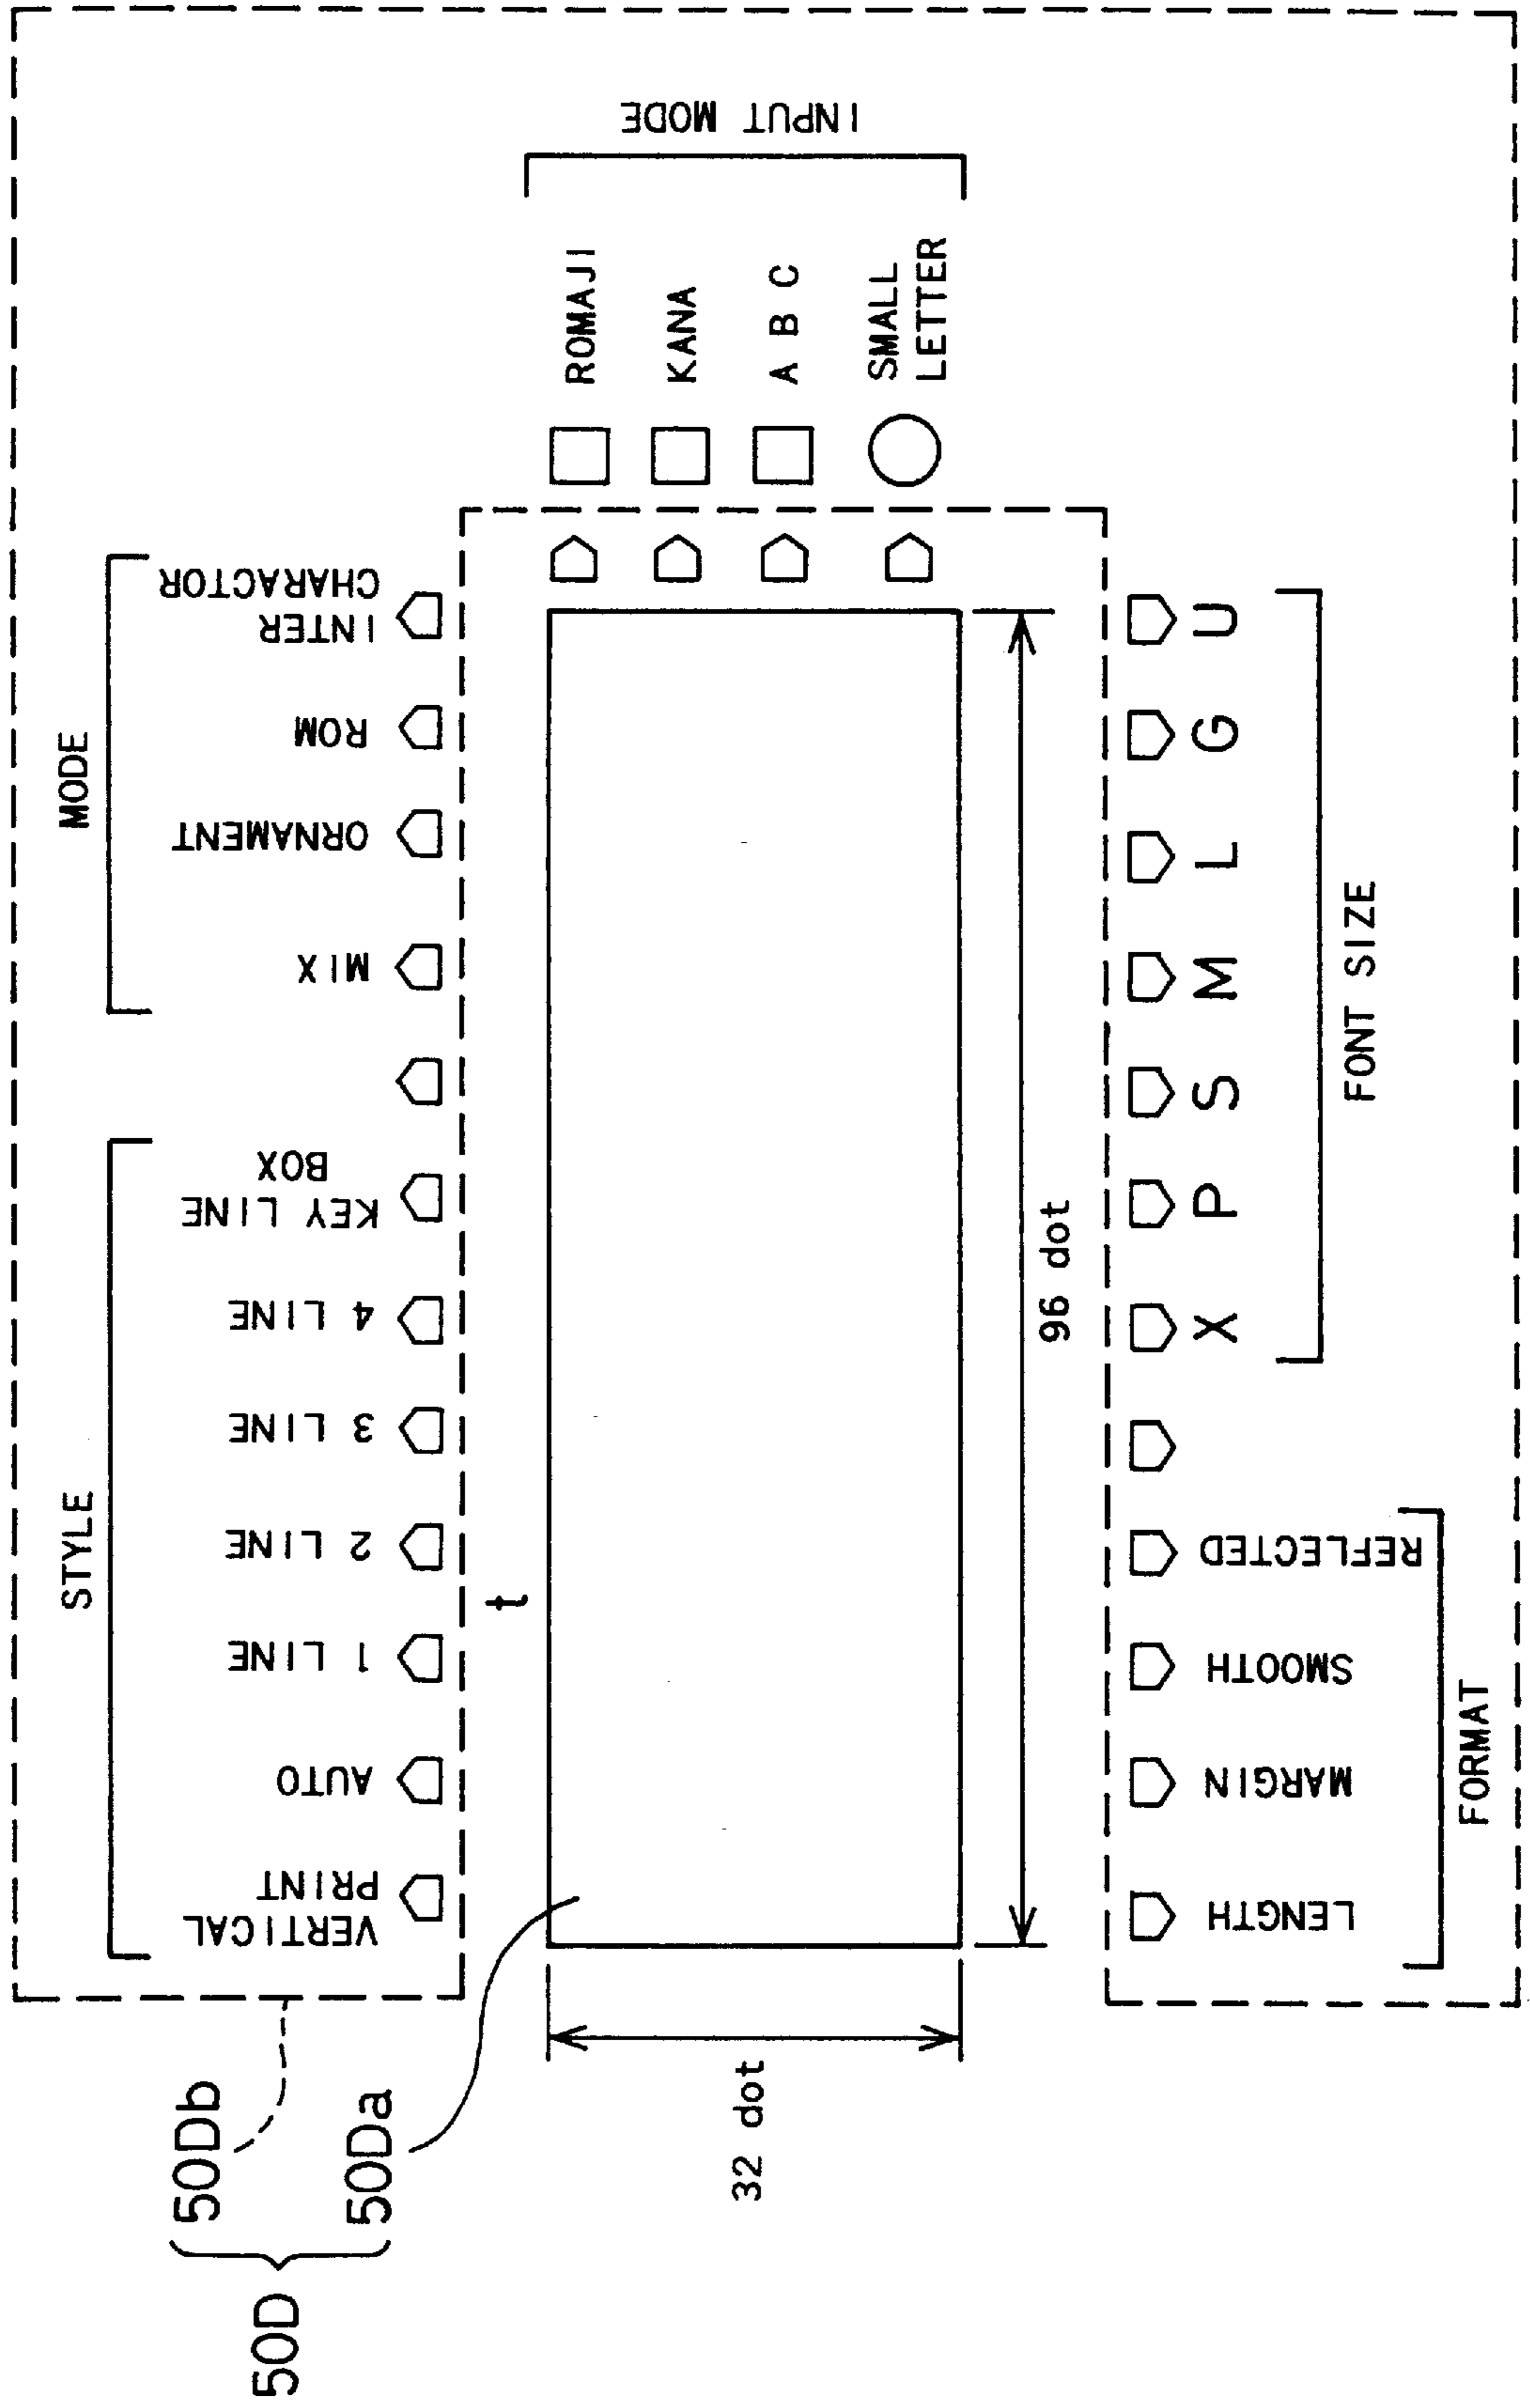 50D
50Db
50Da
STYLE
MODE
VERTICAL
PRINT
AUTO
1 LINE
2 LINE
3 LINE
4 LINE
KEY LINE
BOX
MIX
ORNAMENT
ROM
INTER
CHARACTOR
t
ROMAJI
KANA
A B C
SMALL
LETTER
INPUT MODE
32 dot
96 dot
LENGTH
MARGIN
SMOOTH
REFLECTED
X
P
S
M
L
G
U
FORMAT
FONT SIZE